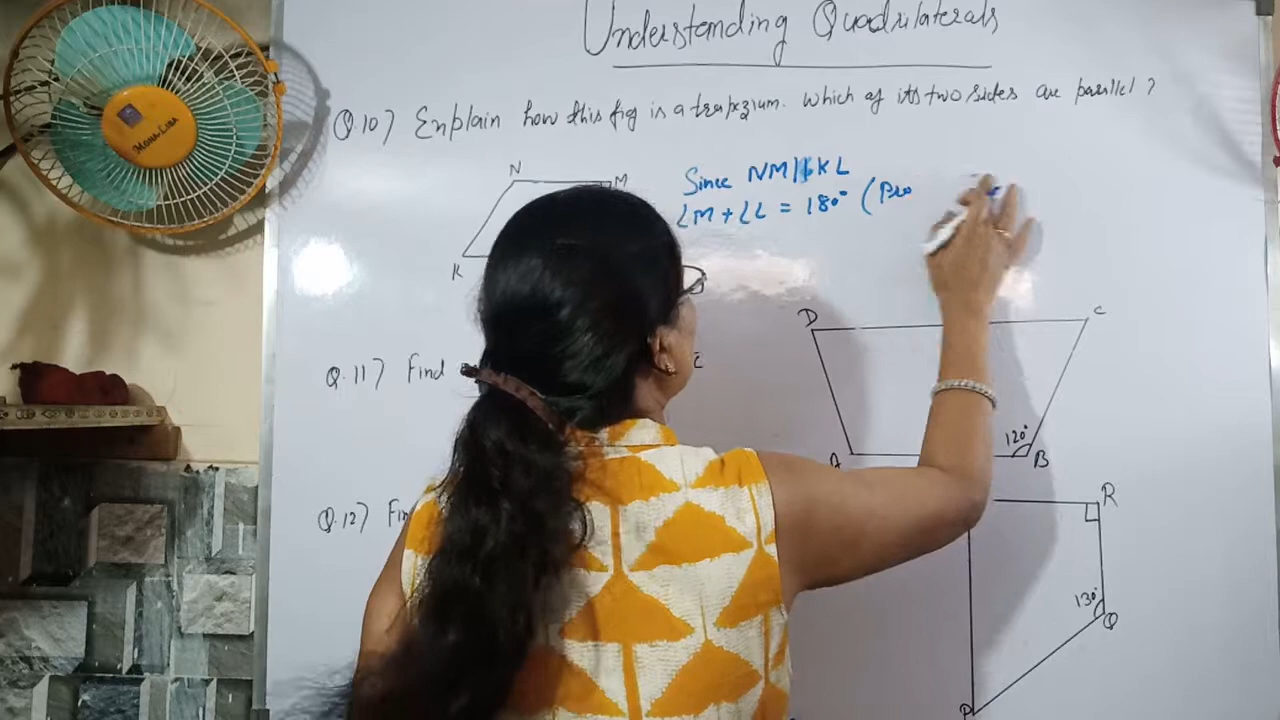 Understanding Quadrilaterals
Q.10) Explain how this fig is a trapezium. Which of its two sides are parallel?
N
M
K
Since NM || KL
∠M + ∠L = 180° (Pro
Q.11) Find
C
D
C
A
120°
B
Q.12) Fin
R
130°
Q
P
MONALISA